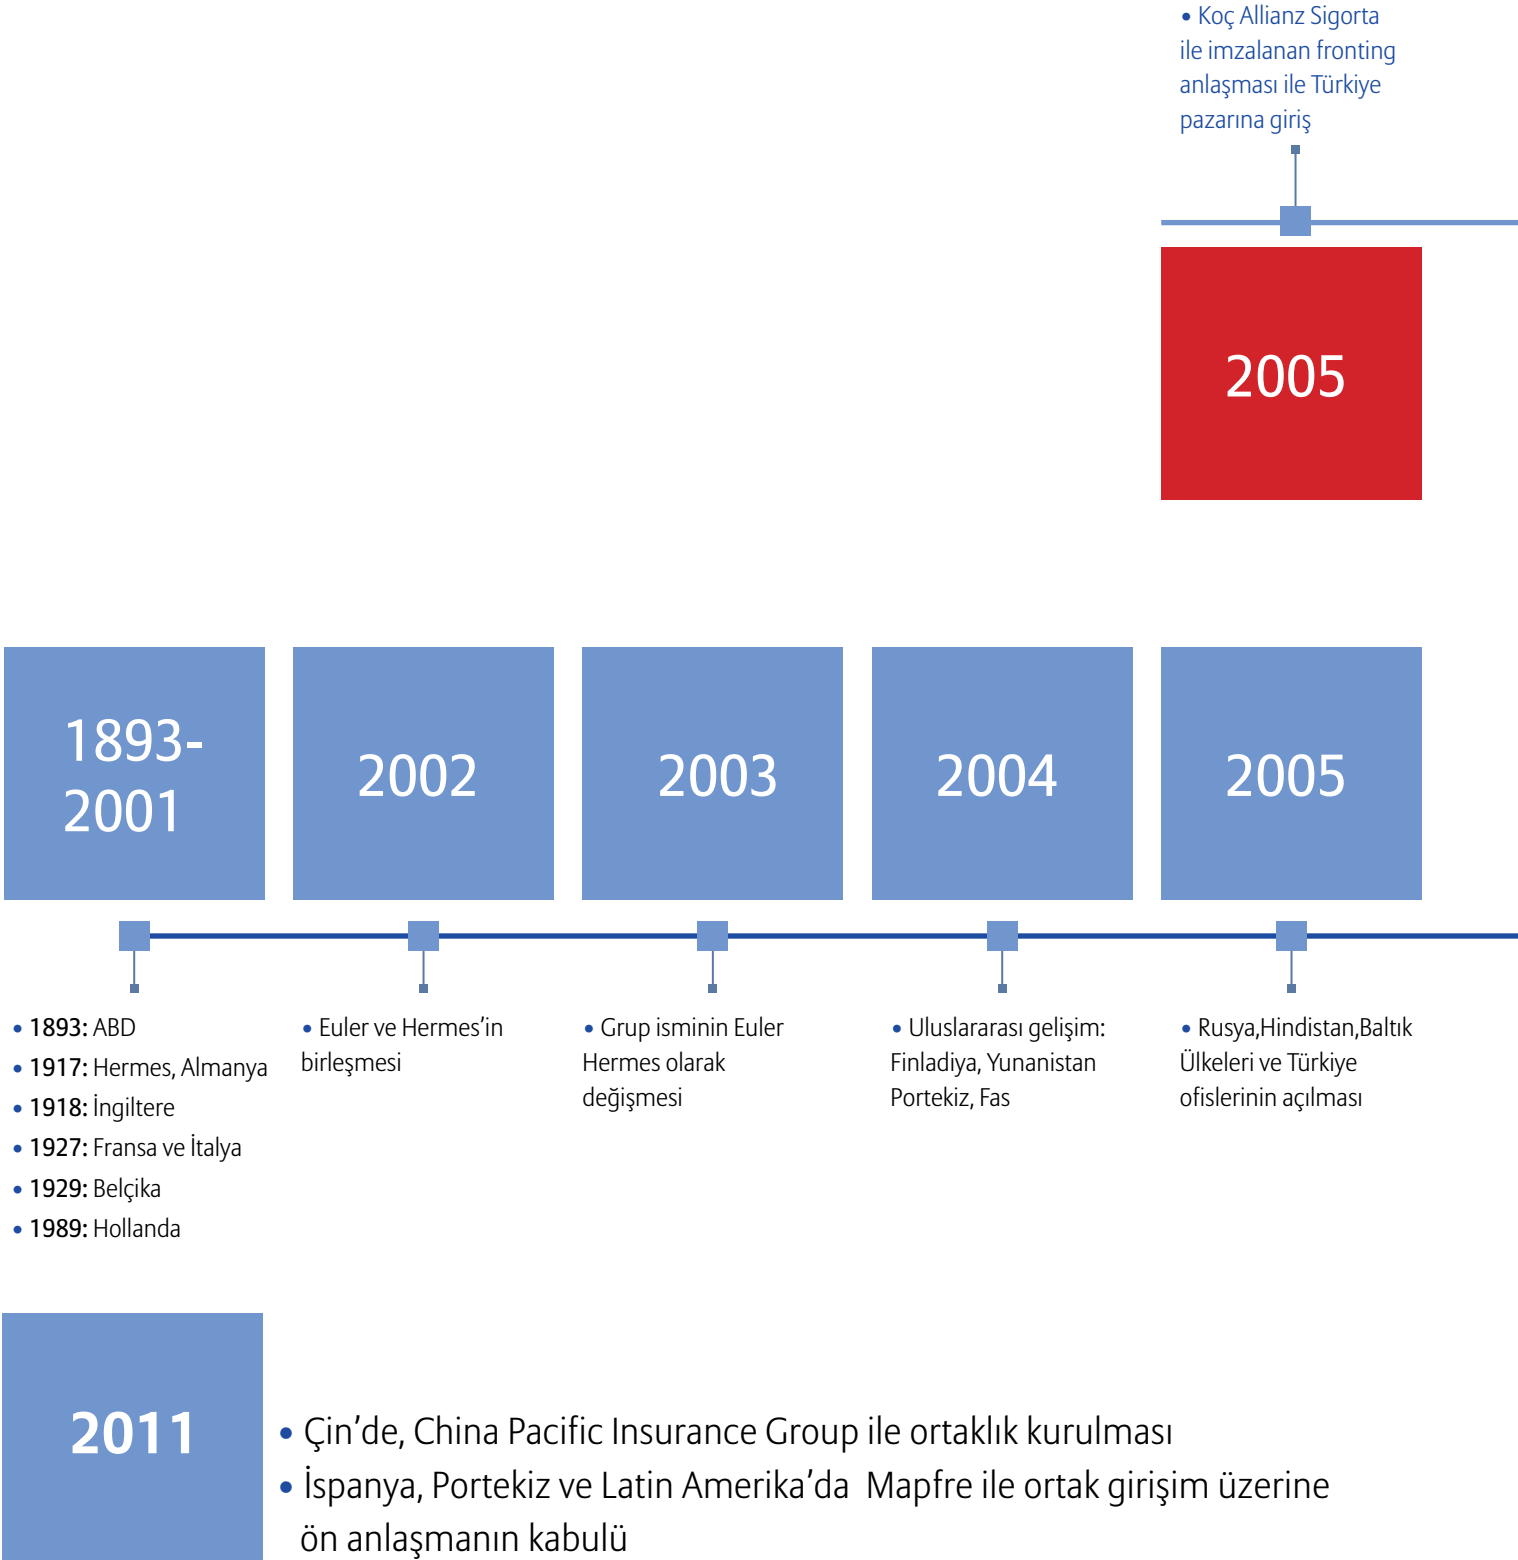 • Koç Allianz Sigorta
ile imzalanan fronting
anlaşması ile Türkiye
pazarına giriş
2005
1893-
2001
2002
2003
2004
2005
• 1893: ABD
• 1917: Hermes, Almanya
• 1918: İngiltere
• 1927: Fransa ve İtalya
• 1929: Belçika
• 1989: Hollanda
• Euler ve Hermes’in
birleşmesi
• Grup isminin Euler
Hermes olarak
değişmesi
• Uluslararası gelişim:
Finladiya, Yunanistan
Portekiz, Fas
• Rusya,Hindistan,Baltık
Ülkeleri ve Türkiye
ofislerinin açılması
2011
• Çin’de, China Pacific Insurance Group ile ortaklık kurulması
• İspanya, Portekiz ve Latin Amerika’da  Mapfre ile ortak girişim üzerine
ön anlaşmanın kabulü